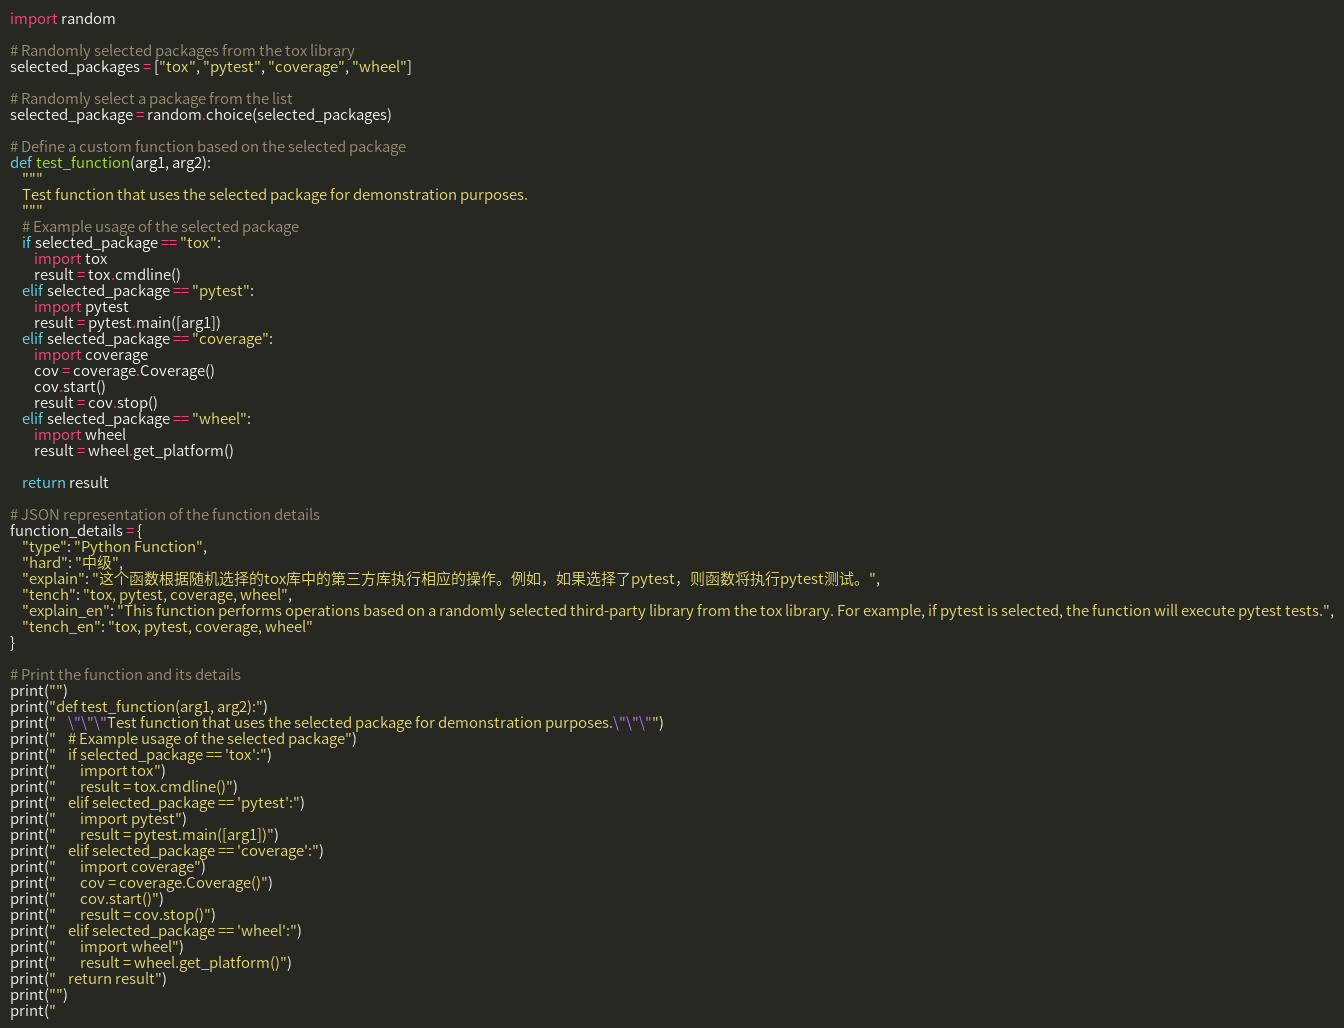 import random

# Randomly selected packages from the tox library
selected_packages = ["tox", "pytest", "coverage", "wheel"]

# Randomly select a package from the list
selected_package = random.choice(selected_packages)

# Define a custom function based on the selected package
def test_function(arg1, arg2):
    """
    Test function that uses the selected package for demonstration purposes.
    """
    # Example usage of the selected package
    if selected_package == "tox":
        import tox
        result = tox.cmdline()
    elif selected_package == "pytest":
        import pytest
        result = pytest.main([arg1])
    elif selected_package == "coverage":
        import coverage
        cov = coverage.Coverage()
        cov.start()
        result = cov.stop()
    elif selected_package == "wheel":
        import wheel
        result = wheel.get_platform()

    return result

# JSON representation of the function details
function_details = {
    "type": "Python Function",
    "hard": "中级",
    "explain": "这个函数根据随机选择的tox库中的第三方库执行相应的操作。例如，如果选择了pytest，则函数将执行pytest测试。",
    "tench": "tox, pytest, coverage, wheel",
    "explain_en": "This function performs operations based on a randomly selected third-party library from the tox library. For example, if pytest is selected, the function will execute pytest tests.",
    "tench_en": "tox, pytest, coverage, wheel"
}

# Print the function and its details
print("")
print("def test_function(arg1, arg2):")
print("    \"\"\"Test function that uses the selected package for demonstration purposes.\"\"\"")
print("    # Example usage of the selected package")
print("    if selected_package == 'tox':")
print("        import tox")
print("        result = tox.cmdline()")
print("    elif selected_package == 'pytest':")
print("        import pytest")
print("        result = pytest.main([arg1])")
print("    elif selected_package == 'coverage':")
print("        import coverage")
print("        cov = coverage.Coverage()")
print("        cov.start()")
print("        result = cov.stop()")
print("    elif selected_package == 'wheel':")
print("        import wheel")
print("        result = wheel.get_platform()")
print("    return result")
print("")
print("